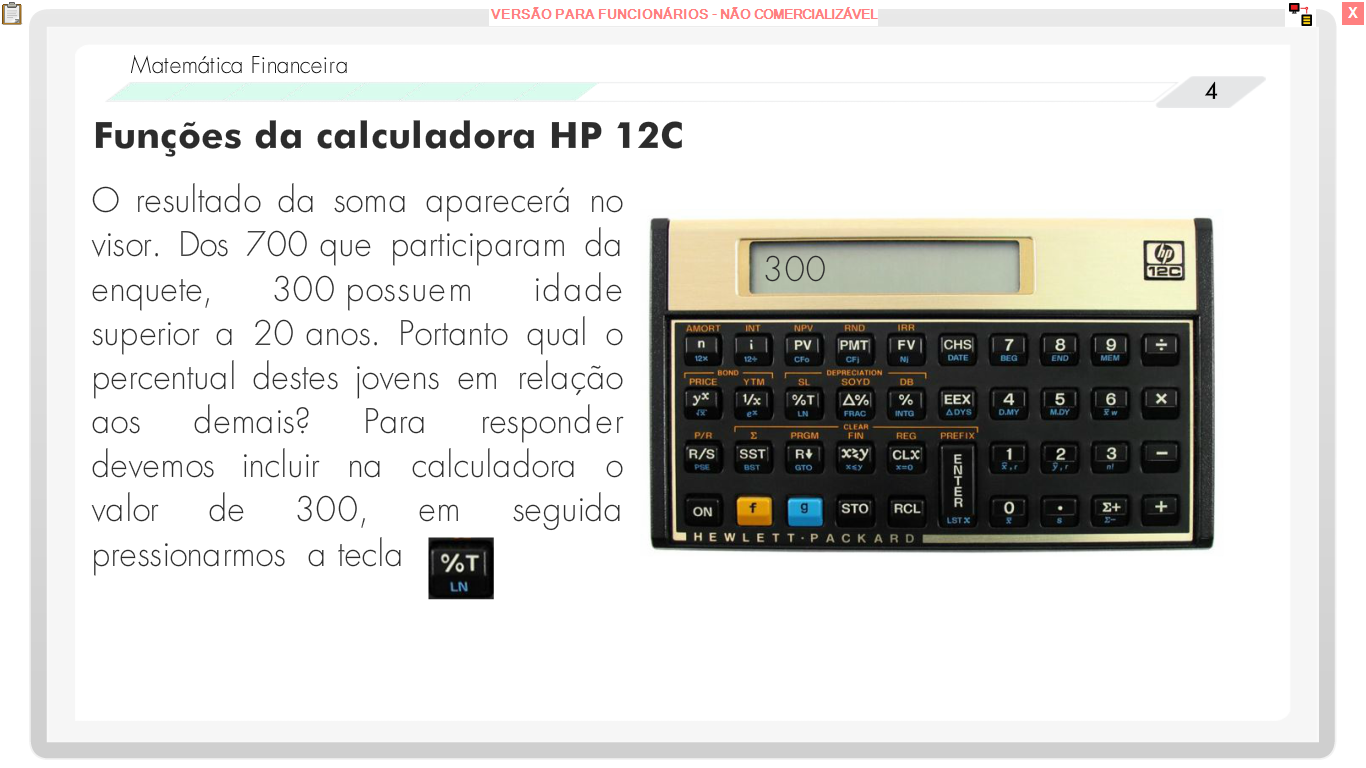 VERSÃO PARA FUNCIONÁRIOS - NÃO COMERCIALIZÁVEL
X
Matemática Financeira
4
Funções da calculadora HP 12C
O resultado da soma aparecerá no
visor. Dos 700 que participaram da
enquete, 300 possuem idade
superior a 20 anos. Portanto qual o
percentual destes jovens em relação
aos demais? Para responder
devemos incluir na calculadora o
valor de 300, em seguida
pressionarmos a tecla %T
LN
300
hp
12C
AMORT INT NPV RND IRR
n i PV PMT FV CHS 7 8 9 ÷
12× 12÷ CFo CFj Nj DATE BEG END MEM
BOND DEPRECIATION
PRICE YTM SL SOYD DB
yx 1/x %T Δ% % EEX 4 5 6 ×
√x ex LN FRAC INTG ΔDYS D.MY M.DY x̄w
CLEAR
P/R Σ PRGM FIN REG PREFIX
R/S SST R↓ x≷y CLx ENTER 1 2 3 −
PSE BST GTO x≤y x=0 x̂,r ŷ,r n!
ON f g STO RCL 0 . Σ+ +
LSTx x̄ s Σ−
HEWLETT·PACKARD